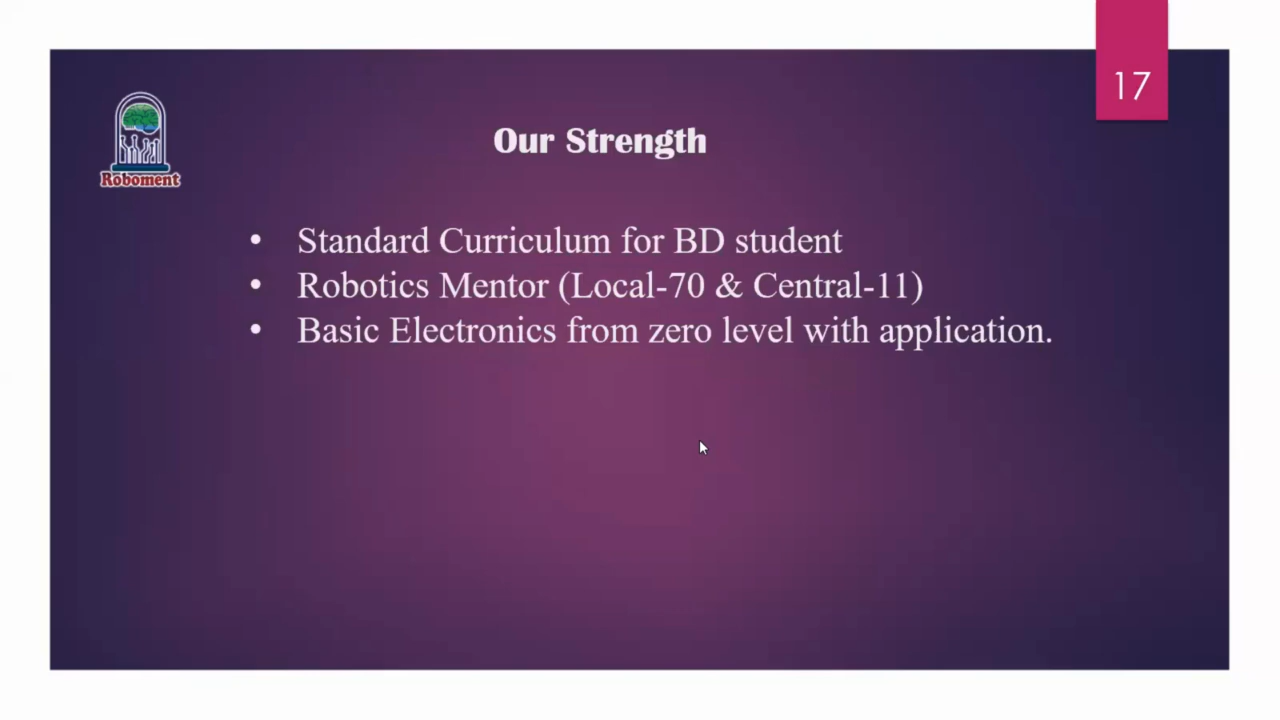 17
Roboment
Our Strength
• Standard Curriculum for BD student
• Robotics Mentor (Local-70 & Central-11)
• Basic Electronics from zero level with application.